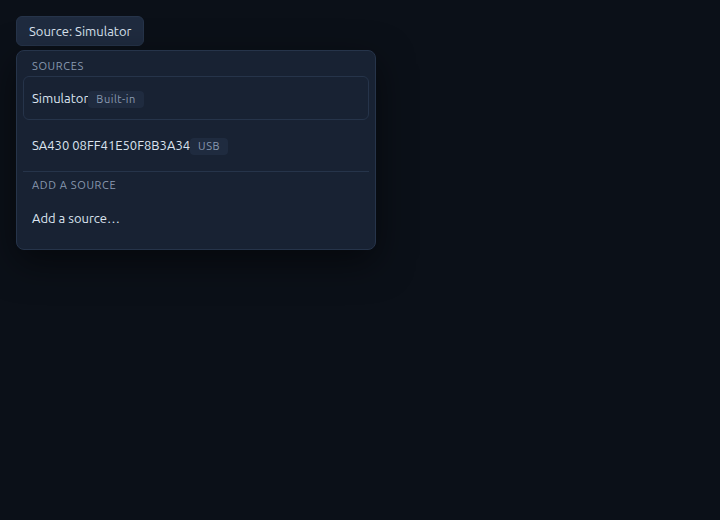 Source: Simulator
SOURCES
Simulator Built-in
SA430 08FF41E50F8B3A34 USB
ADD A SOURCE
Add a source…